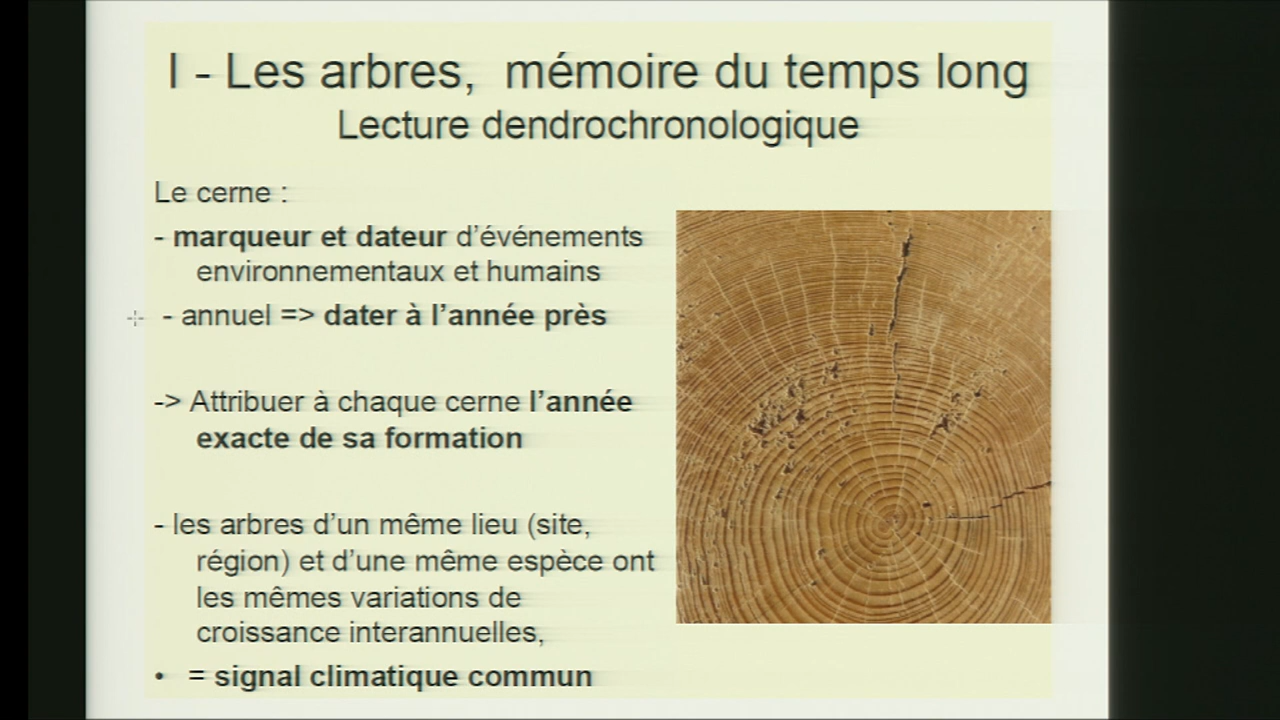 I - Les arbres, mémoire du temps long
Lecture dendrochronologique
Le cerne :
- marqueur et dateur d’événements
environnementaux et humains
- annuel => dater à l’année près
-> Attribuer à chaque cerne l’année
exacte de sa formation
- les arbres d’un même lieu (site,
région) et d’une même espèce ont
les mêmes variations de
croissance interannuelles,
• = signal climatique commun